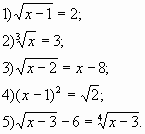 1) √(x−1) = 2;
2) ∛x = 3;
3) √(x−2) = x−8;
4) (x−1)² = √2;
5) √(x−3) − 6 = ∜(x−3).